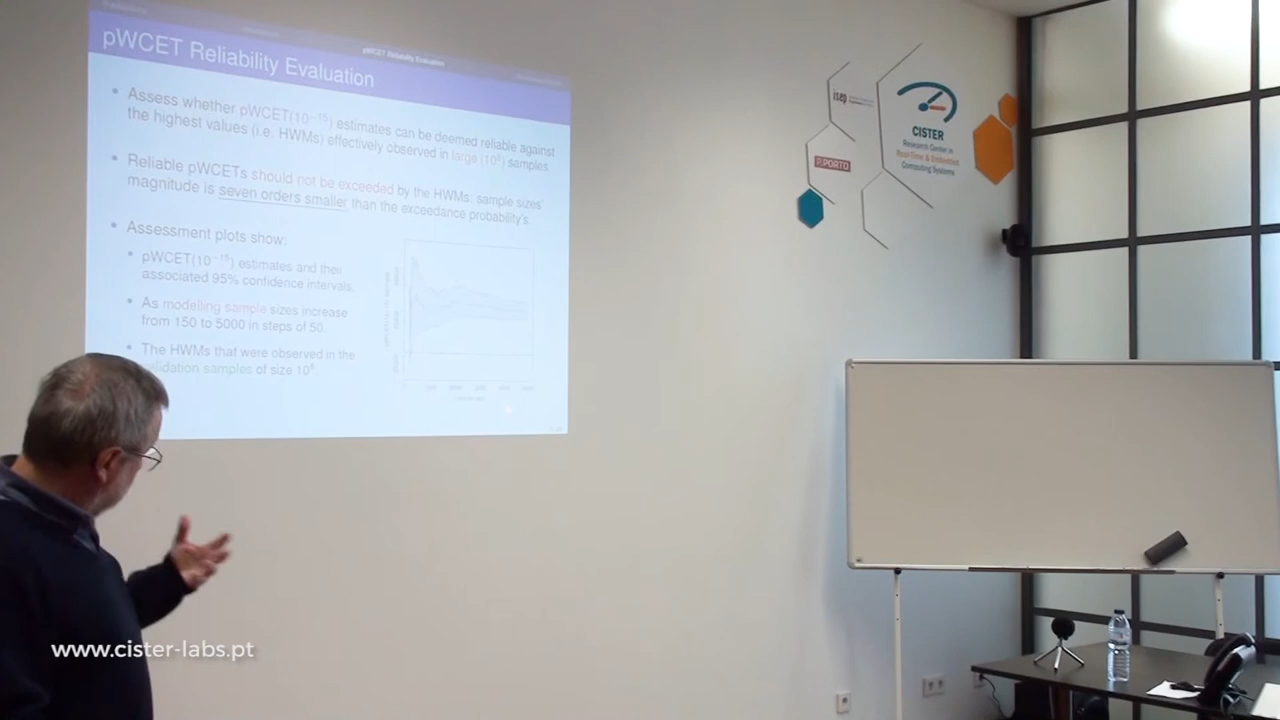 pWCET Reliability Evaluation
pWCET Reliability Evaluation
• Assess whether pWCET(10⁻¹⁵) estimates can be deemed reliable against
the highest values (i.e. HWMs) effectively observed in large (10⁸) samples.
• Reliable pWCETs should not be exceeded by the HWMs: sample sizes'
magnitude is seven orders smaller than the exceedance probability's.
• Assessment plots show:
• pWCET(10⁻¹⁵) estimates and their
associated 95% confidence intervals.
• As modelling sample sizes increase
from 150 to 5000 in steps of 50.
• The HWMs that were observed in the
validation samples of size 10⁸.
isep
P.PORTO
CISTER
Research Center in
Real-Time & Embedded
Computing Systems
www.cister-labs.pt